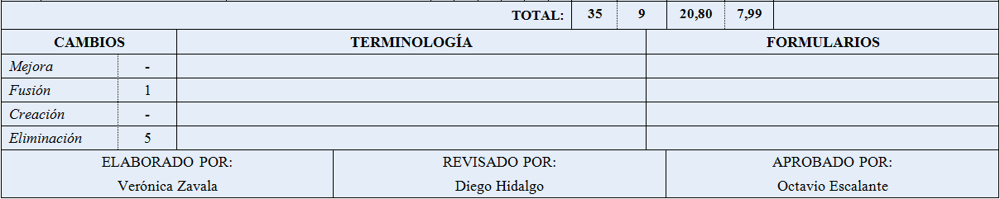 TOTAL: 35 9 20,80 7,99
CAMBIOS TERMINOLOGÍA FORMULARIOS
Mejora -
Fusión 1
Creación -
Eliminación 5
ELABORADO POR: REVISADO POR: APROBADO POR:
Verónica Zavala Diego Hidalgo Octavio Escalante